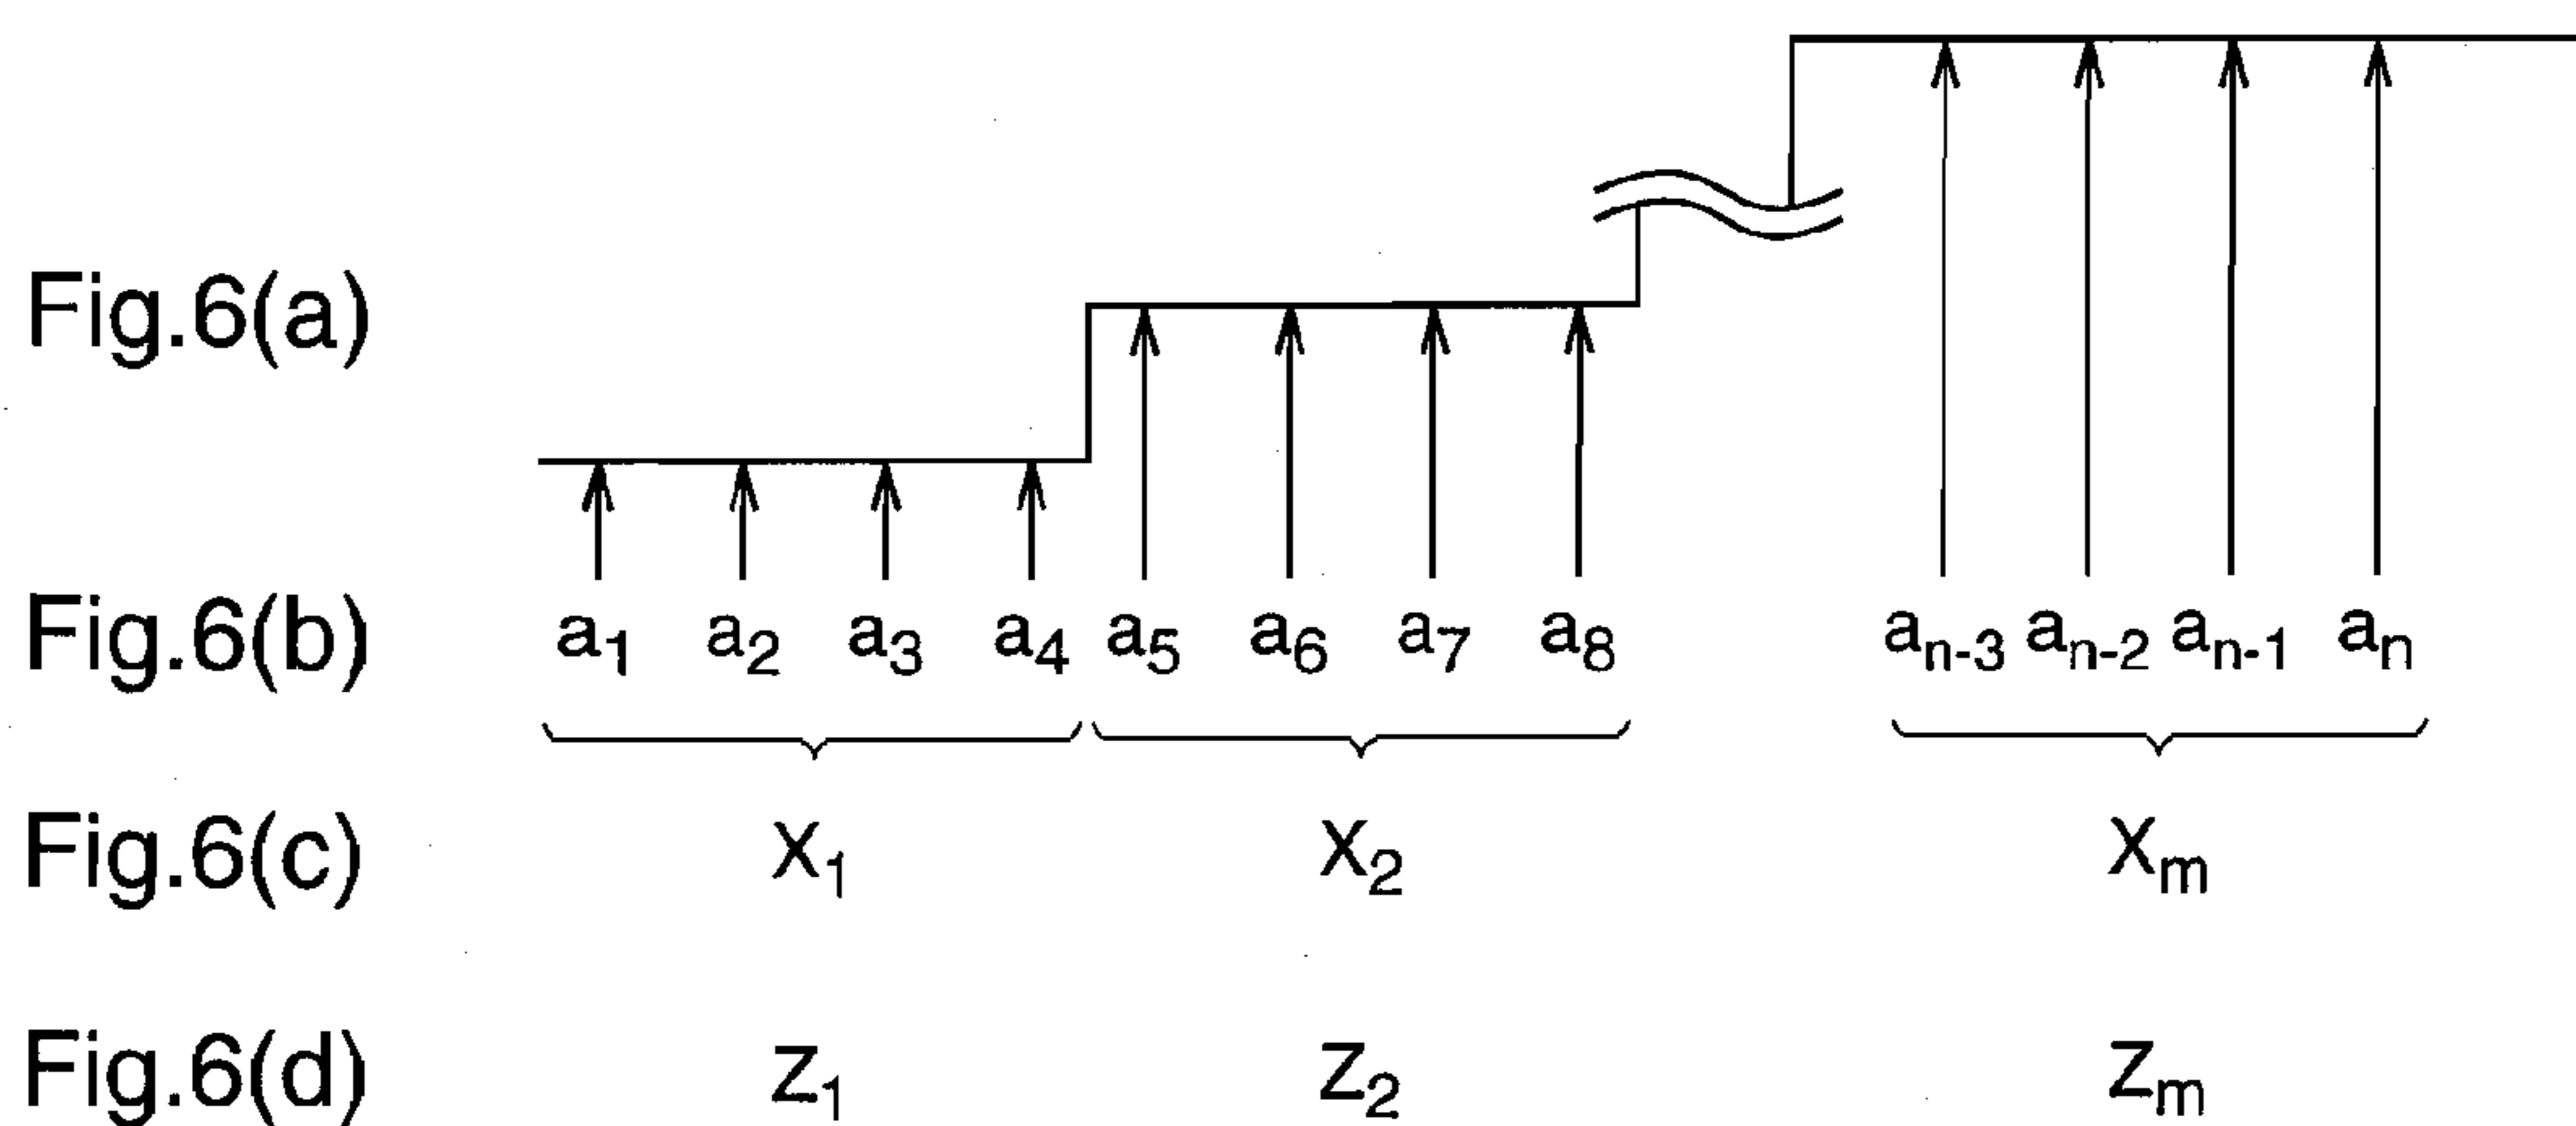 Fig.6(a)
Fig.6(b) a₁ a₂ a₃ a₄ a₅ a₆ a₇ a₈ aₙ₋₃ aₙ₋₂ aₙ₋₁ aₙ
Fig.6(c) X₁ X₂ Xₘ
Fig.6(d) Z₁ Z₂ Zₘ